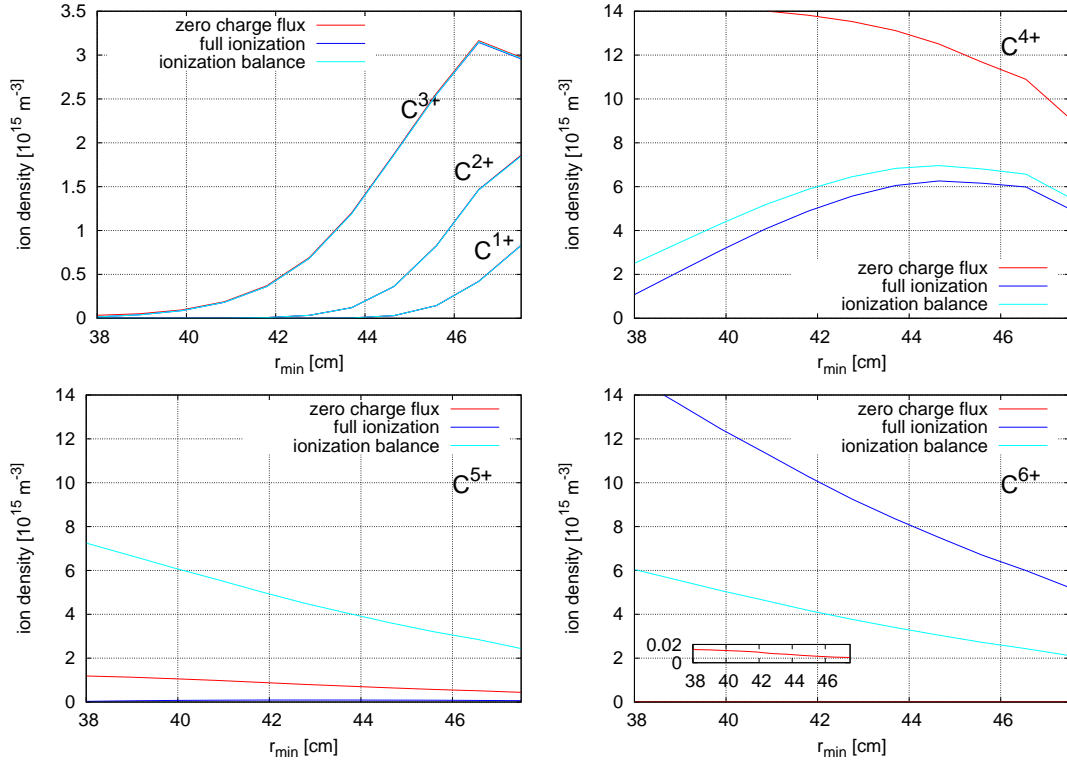 zero charge flux
full ionization
ionization balance
C3+
C2+
C1+
3.5
3
2.5
2
1.5
1
0.5
0
38 40 42 44 46
ion density [10^15 m^-3]
r_min [cm]
C4+
zero charge flux
full ionization
ionization balance
14
12
10
8
6
4
2
0
38 40 42 44 46
ion density [10^15 m^-3]
r_min [cm]
zero charge flux
full ionization
ionization balance
C5+
14
12
10
8
6
4
2
0
38 40 42 44 46
ion density [10^15 m^-3]
r_min [cm]
zero charge flux
full ionization
ionization balance
C6+
14
12
10
8
6
4
2
0
0.02
0
38 40 42 44 46
38 40 42 44 46
ion density [10^15 m^-3]
r_min [cm]